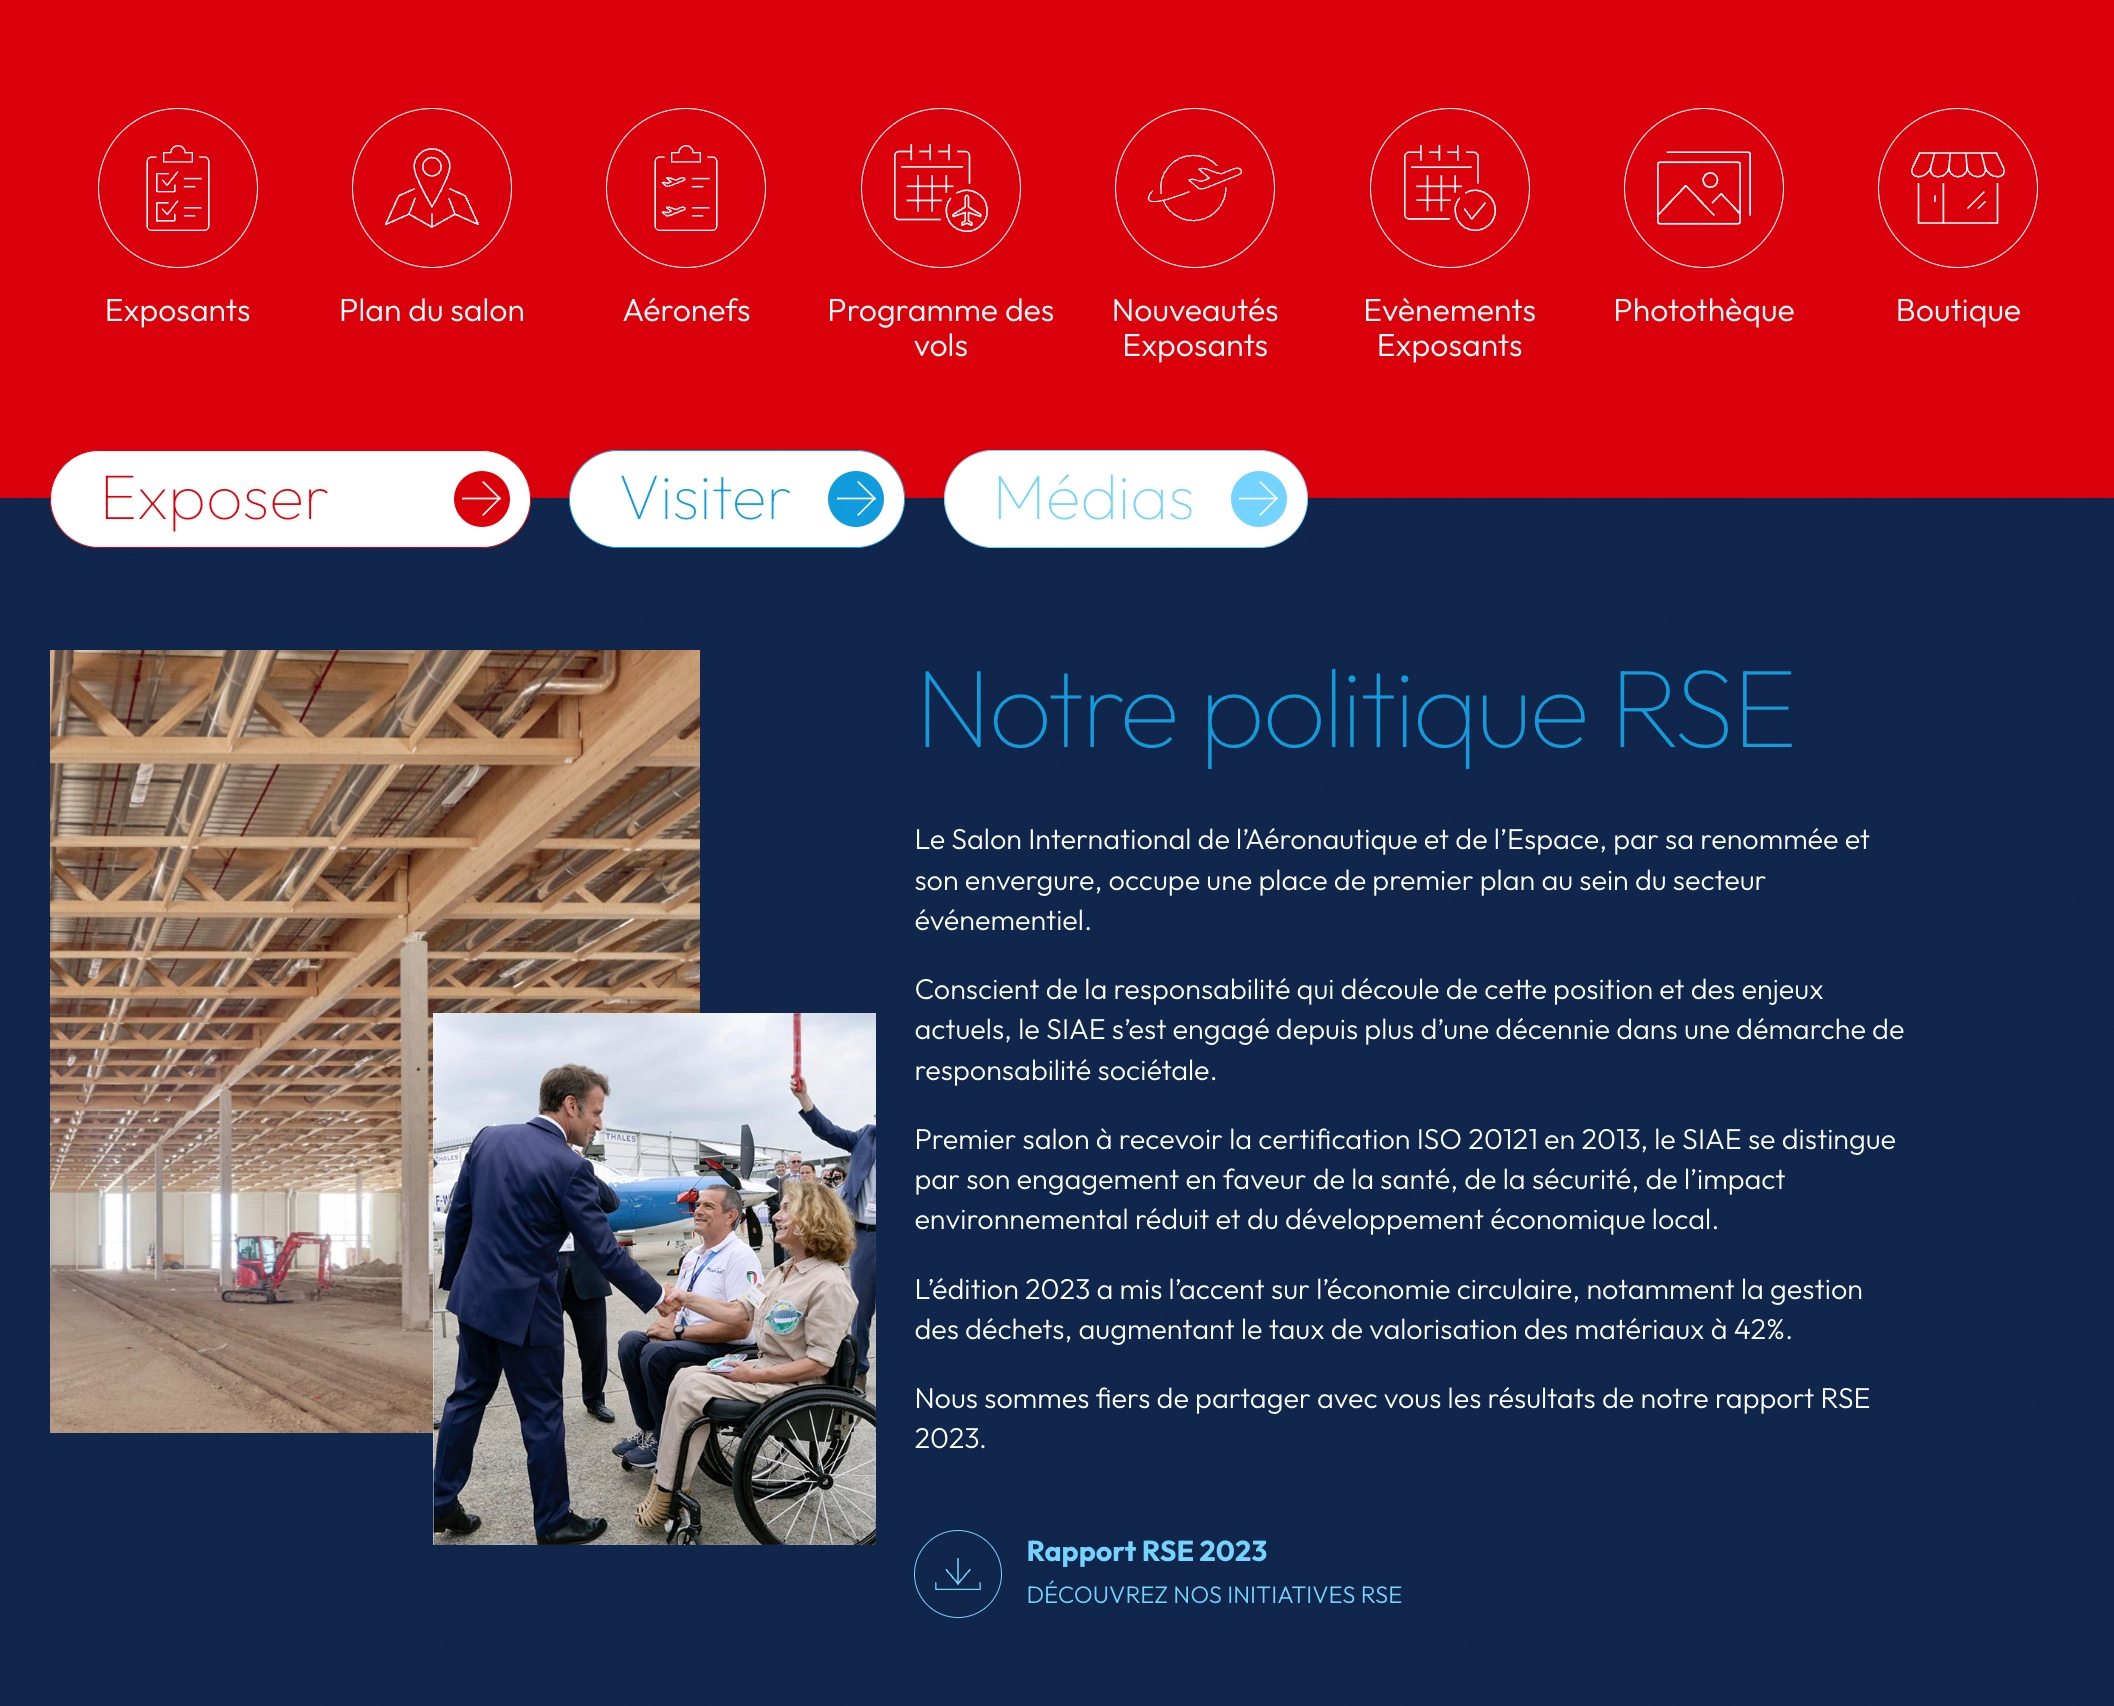 Exposants
Plan du salon
Aéronefs
Programme des
vols
Nouveautés
Exposants
Evènements
Exposants
Photothèque
Boutique
Exposer
Visiter
Médias
Notre politique RSE
Le Salon International de l’Aéronautique et de l’Espace, par sa renommée et
son envergure, occupe une place de premier plan au sein du secteur
événementiel.
Conscient de la responsabilité qui découle de cette position et des enjeux
actuels, le SIAE s’est engagé depuis plus d’une décennie dans une démarche de
responsabilité sociétale.
Premier salon à recevoir la certification ISO 20121 en 2013, le SIAE se distingue
par son engagement en faveur de la santé, de la sécurité, de l’impact
environnemental réduit et du développement économique local.
L’édition 2023 a mis l’accent sur l’économie circulaire, notamment la gestion
des déchets, augmentant le taux de valorisation des matériaux à 42%.
Nous sommes fiers de partager avec vous les résultats de notre rapport RSE
2023.
Rapport RSE 2023
DÉCOUVREZ NOS INITIATIVES RSE
THALES
THALES
F-W